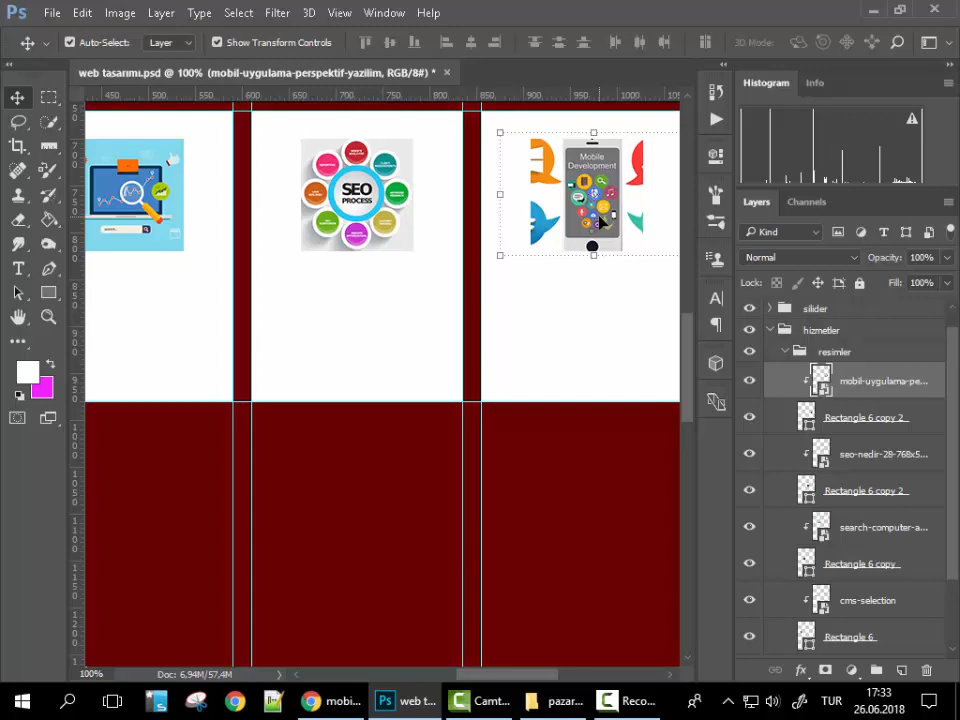 Ps File Edit Image Layer Type Select Filter 3D View Window Help
Auto-Select: Layer Show Transform Controls 3D Mode:
web tasarımı.psd @ 100% (mobil-uygulama-perspektif-yazilim, RGB/8#) * ×
Histogram Info
450 500 550 600 650 700 750 800 850 900 950 1000 105
SEO
PROCESS
Mobile
Development
Layers Channels
Kind
Normal Opacity: 100%
Lock: Fill: 100%
silider
hizmetler
resimler
mobil-uygulama-pe...
Rectangle 6 copy 2
seo-nedir-28-768x5...
Rectangle 6 copy 2
search-computer-a...
Rectangle 6 copy
cms-selection
Rectangle 6
100% Doc: 6,94M/57,4M
mobi... web t... Camt... pazar... Reco... TUR 17:33
26.06.2018